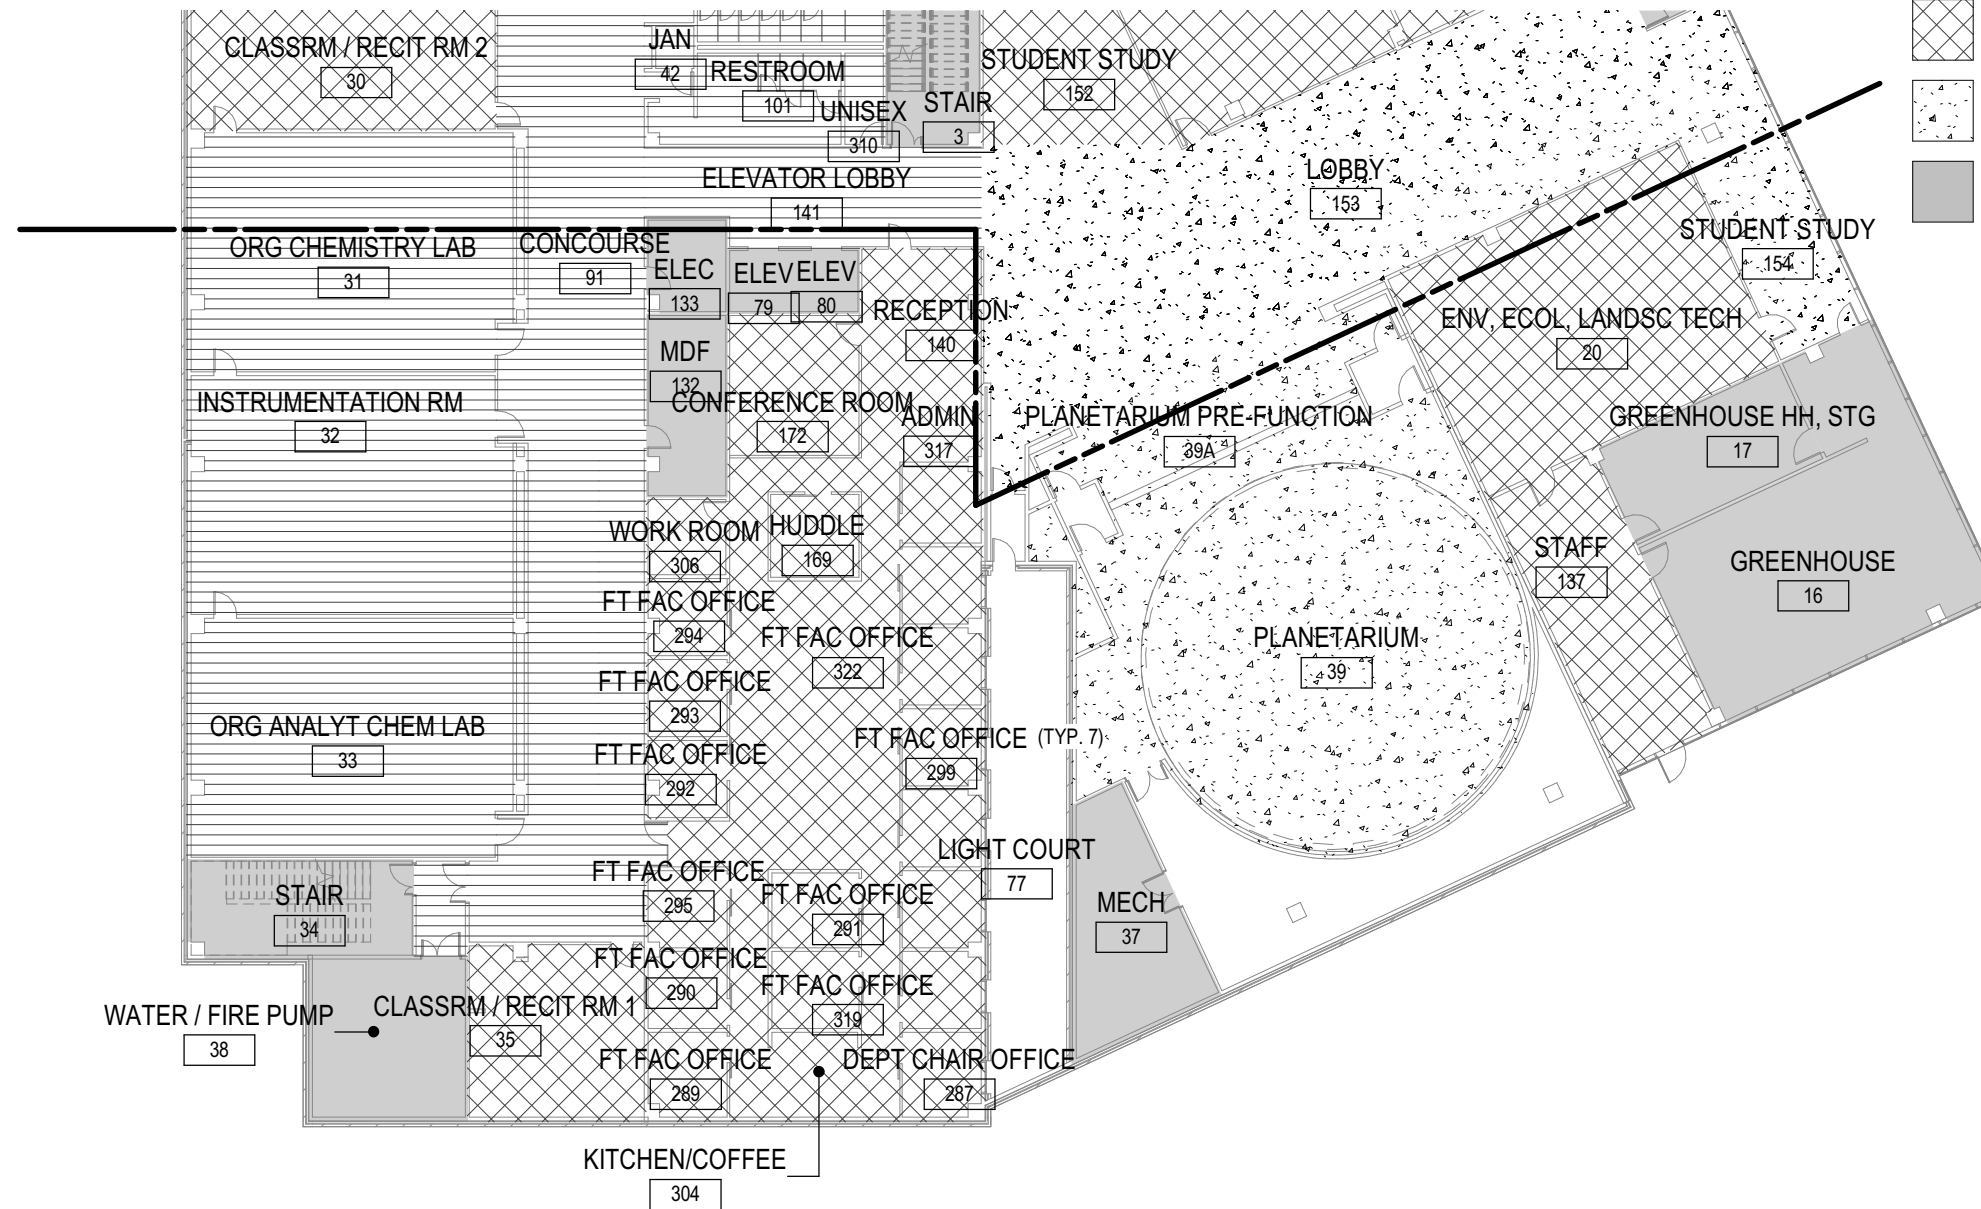 CLASSRM / RECIT RM 2
30
JAN
42
RESTROOM
101
UNISEX
310
STAIR
3
STUDENT STUDY
152
ELEVATOR LOBBY
141
LOBBY
153
STUDENT STUDY
154
ORG CHEMISTRY LAB
31
CONCOURSE
91
ELEC
133
ELEV
79
ELEV
80
RECEPTION
140
ENV, ECOL, LANDSC TECH
20
MDF
132
INSTRUMENTATION RM
32
CONFERENCE ROOM
172
ADMIN
317
PLANETARIUM PRE-FUNCTION
39A
GREENHOUSE HH, STG
17
WORK ROOM
306
HUDDLE
169
STAFF
137
GREENHOUSE
16
FT FAC OFFICE
294
FT FAC OFFICE
322
PLANETARIUM
39
FT FAC OFFICE
293
ORG ANALYT CHEM LAB
33
FT FAC OFFICE
292
FT FAC OFFICE (TYP. 7)
299
LIGHT COURT
77
FT FAC OFFICE
295
FT FAC OFFICE
291
STAIR
34
MECH
37
FT FAC OFFICE
290
FT FAC OFFICE
319
WATER / FIRE PUMP
38
CLASSRM / RECIT RM 1
35
FT FAC OFFICE
289
DEPT CHAIR OFFICE
287
KITCHEN/COFFEE
304